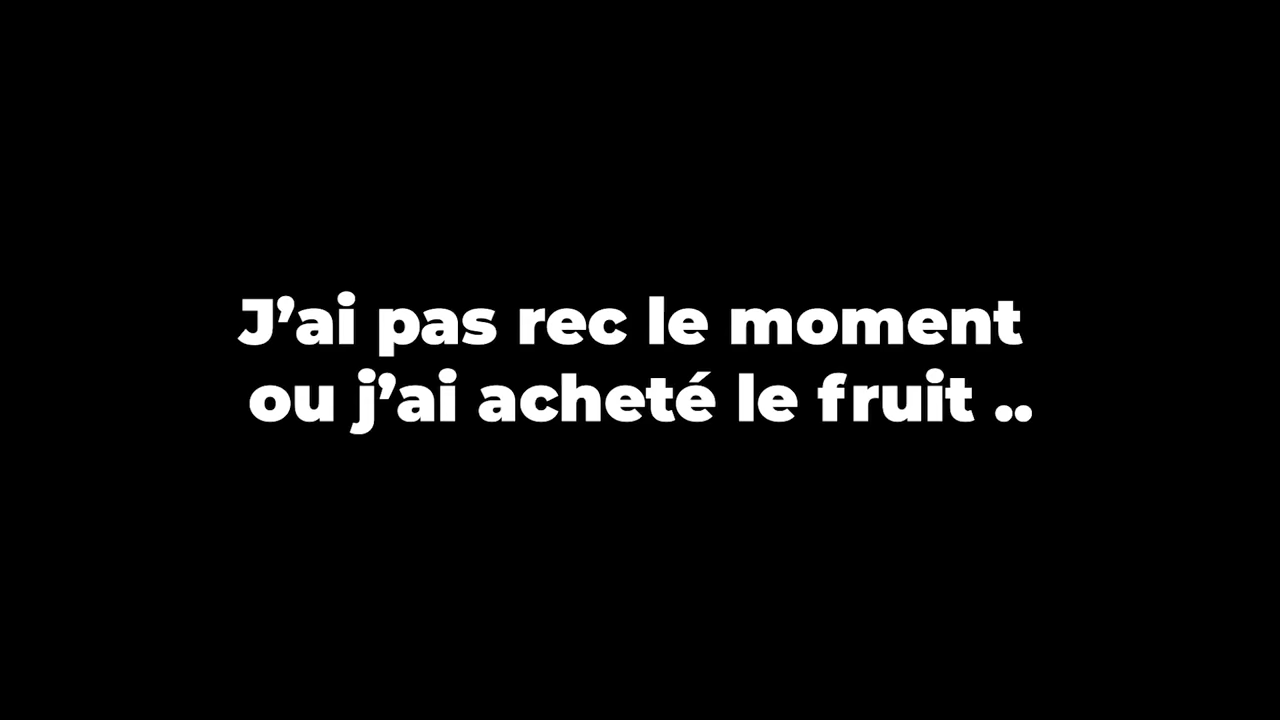 J’ai pas rec le moment
ou j’ai acheté le fruit ..